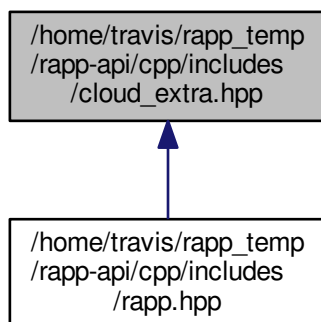 /home/travis/rapp_temp
/rapp-api/cpp/includes
/cloud_extra.hpp
/home/travis/rapp_temp
/rapp-api/cpp/includes
/rapp.hpp